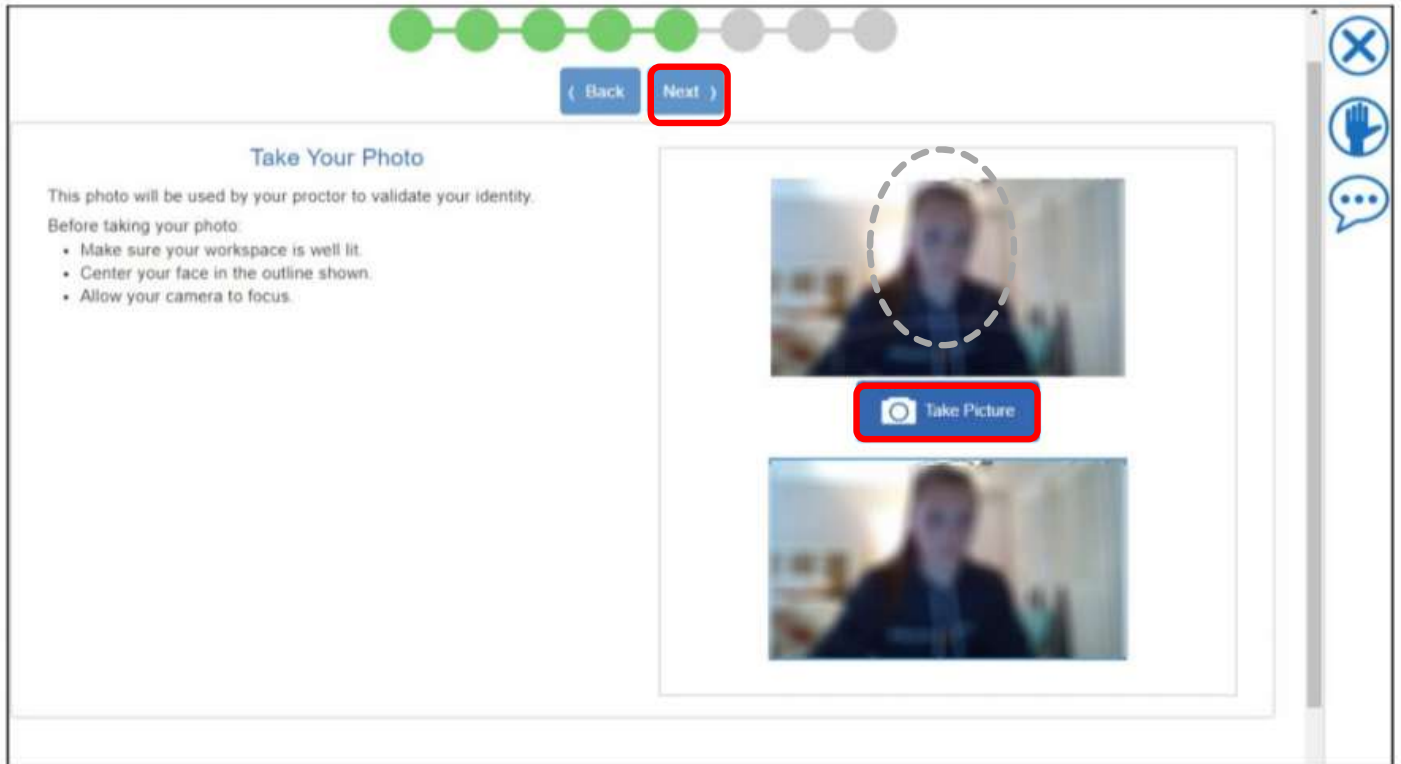 Back
Next
Take Your Photo
This photo will be used by your proctor to validate your identity.
Before taking your photo:
• Make sure your workspace is well lit.
• Center your face in the outline shown.
• Allow your camera to focus.
Take Picture